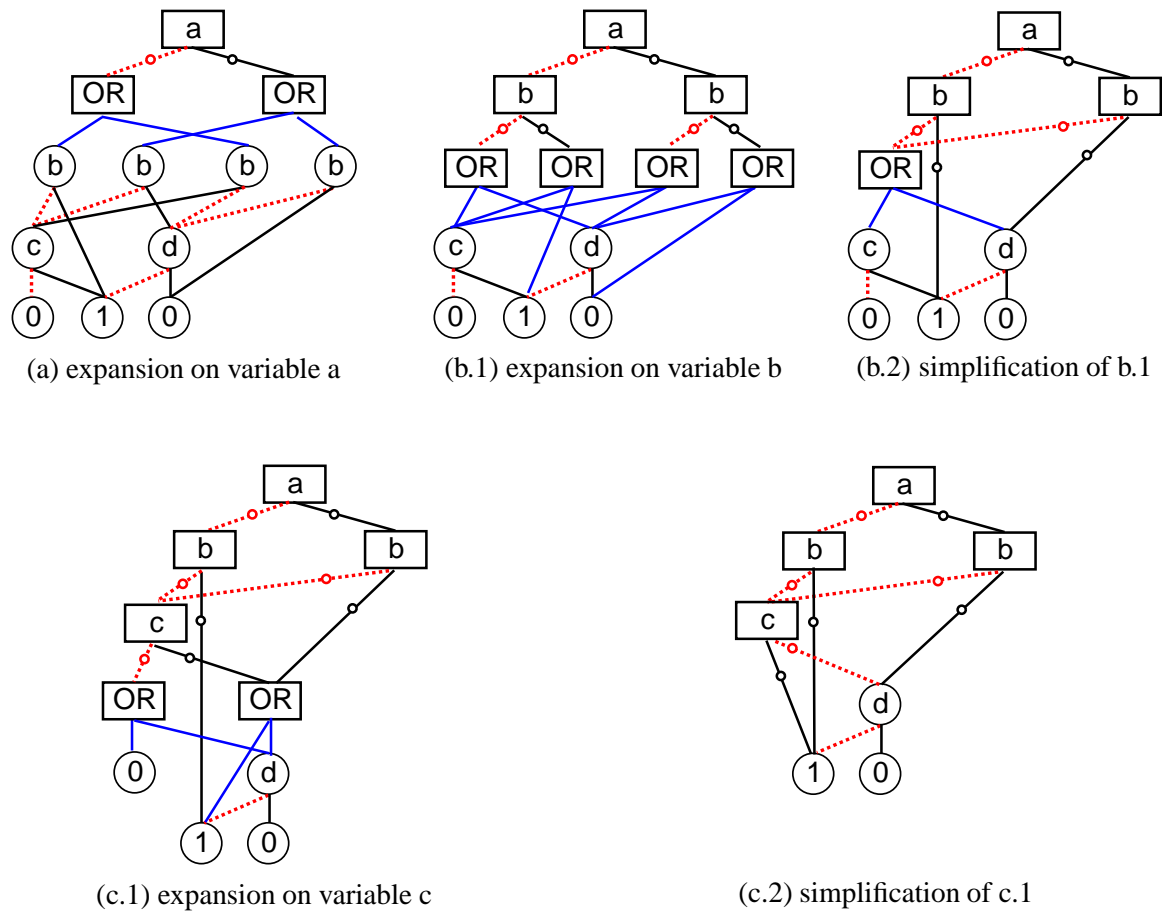 a a a
OR OR b b b b
b b b b OR OR OR OR OR
c d c d c d
0 1 0 0 1 0 0 1 0
(a) expansion on variable a (b.1) expansion on variable b (b.2) simplification of b.1
a a
b b b b
c c
OR OR d
0 d 1 0
1 0
(c.1) expansion on variable c (c.2) simplification of c.1